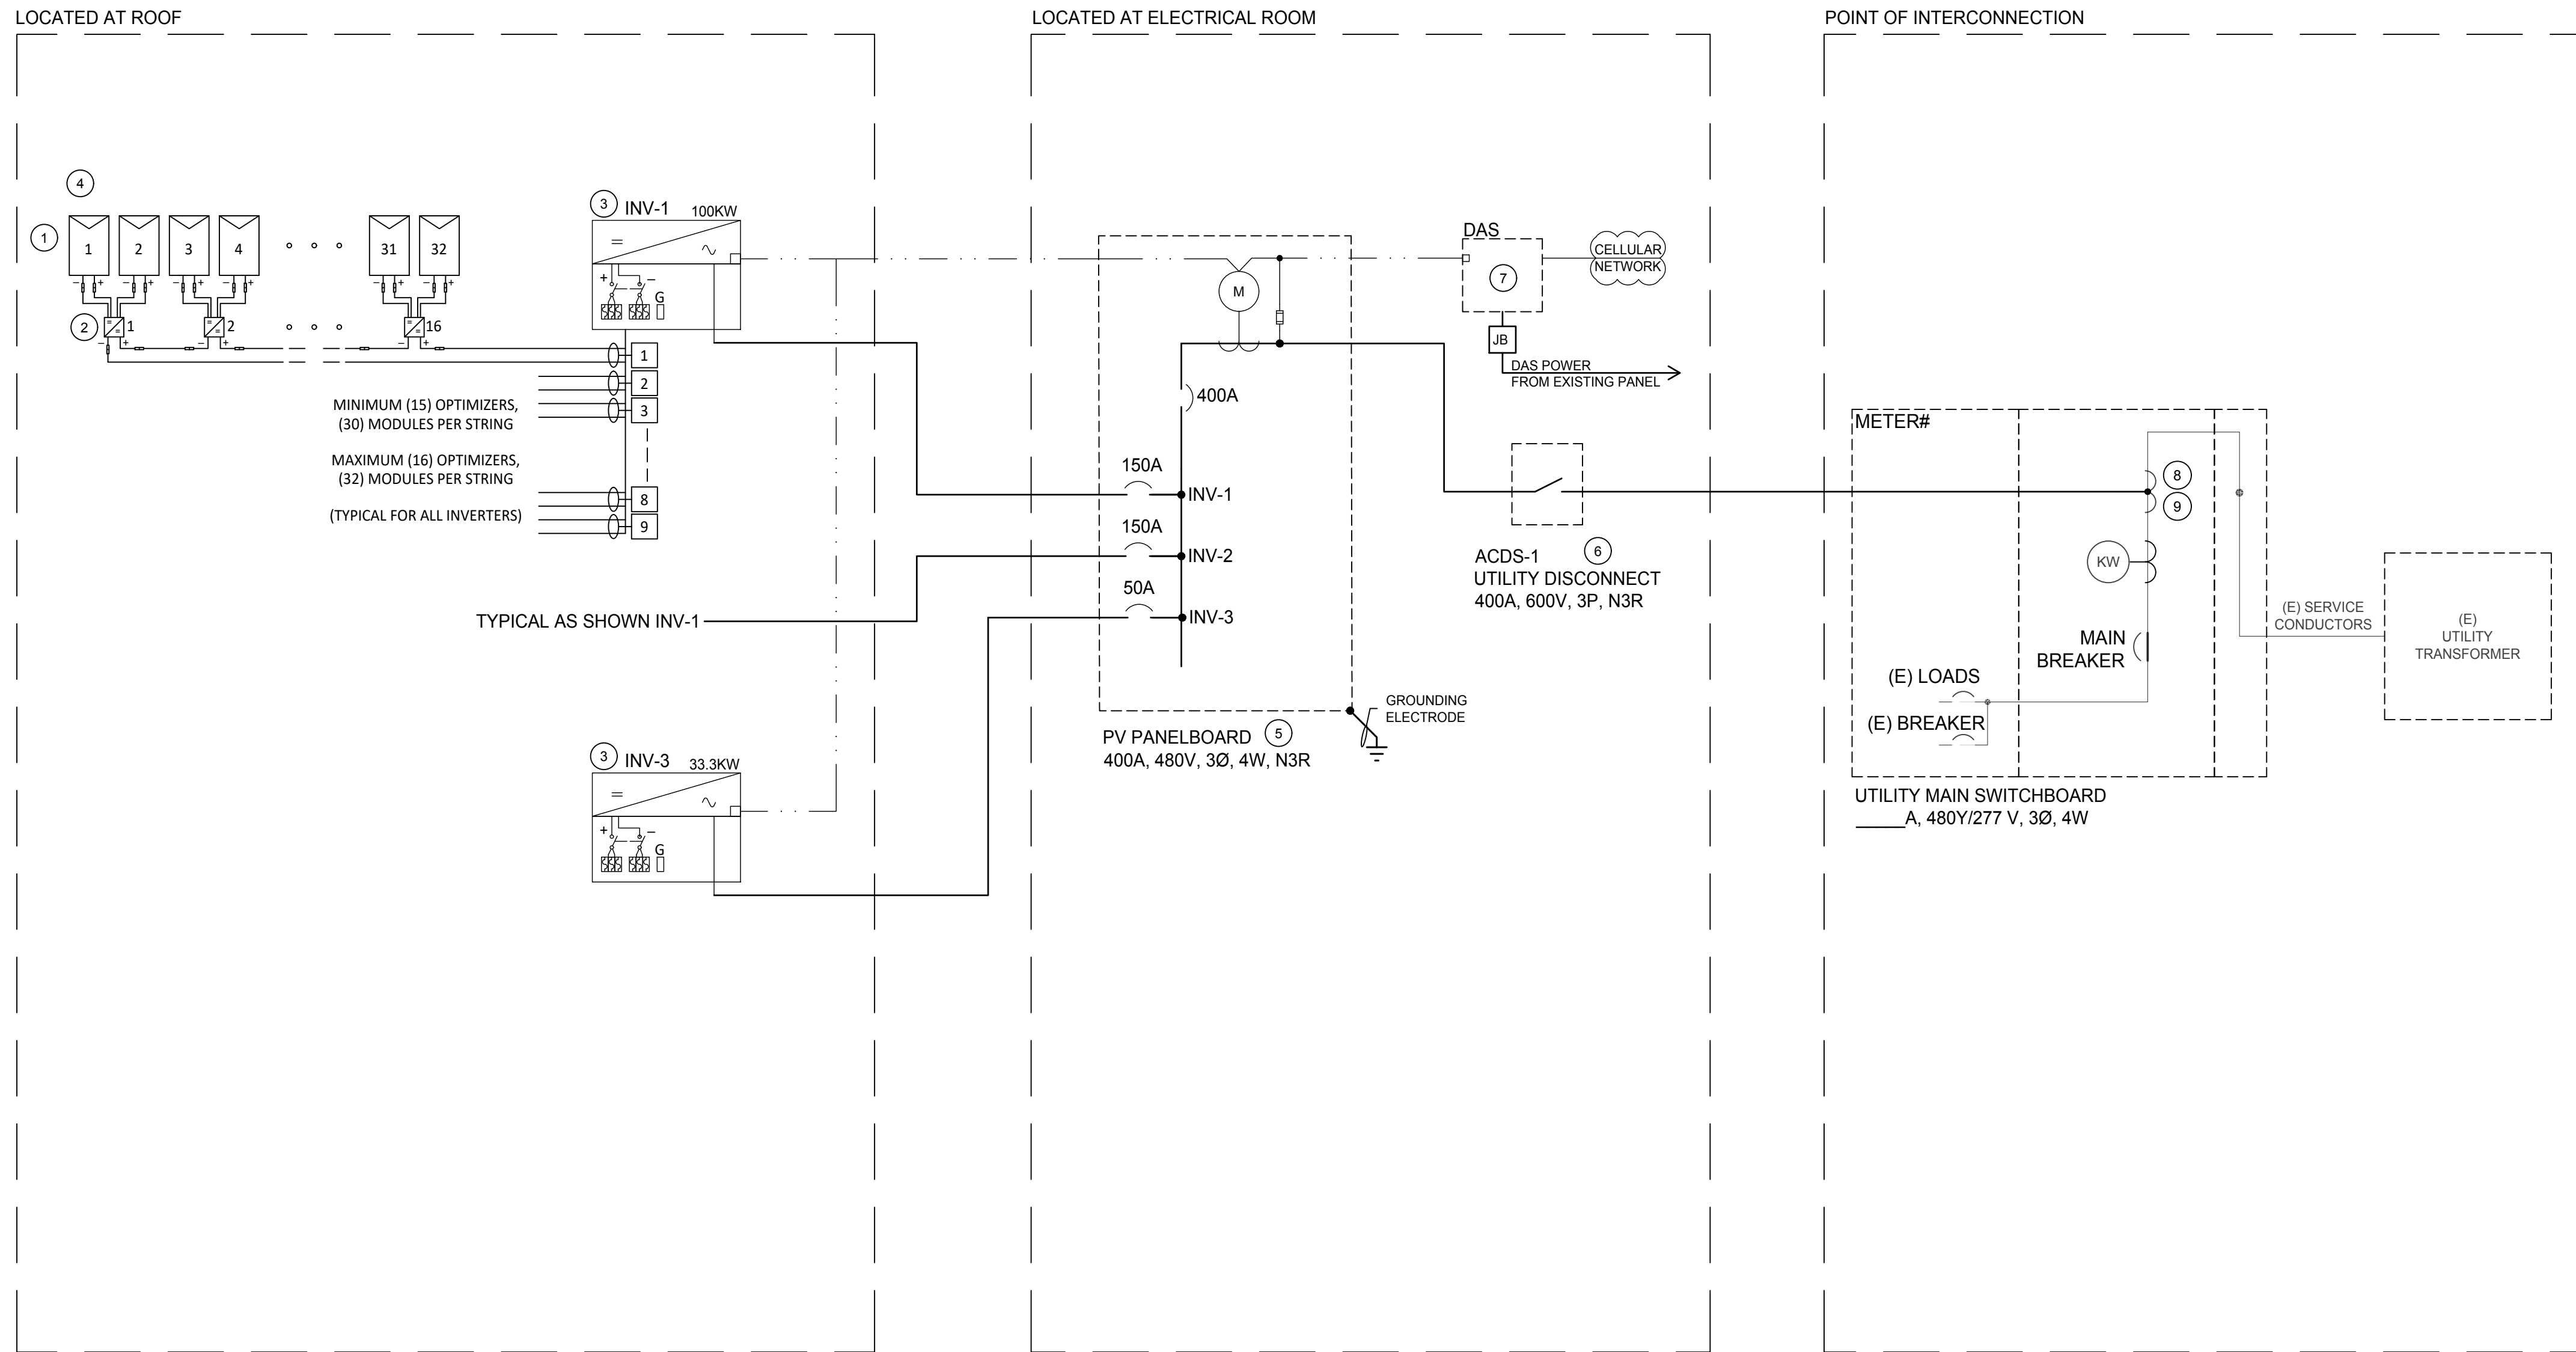 LOCATED AT ROOF
4
1
1
2
3
4
31
32
− + − + − + − + − + − +
2
1
2
16
− + − + − +
3
INV-1
100KW
+ −
G
1
2
3
8
9
MINIMUM (15) OPTIMIZERS,
(30) MODULES PER STRING
MAXIMUM (16) OPTIMIZERS,
(32) MODULES PER STRING
(TYPICAL FOR ALL INVERTERS)
TYPICAL AS SHOWN INV-1
3
INV-3
33.3KW
+ −
G
LOCATED AT ELECTRICAL ROOM
M
400A
150A
INV-1
150A
INV-2
50A
INV-3
PV PANELBOARD
5
400A, 480V, 3Ø, 4W, N3R
GROUNDING
ELECTRODE
DAS
7
CELLULAR
NETWORK
JB
DAS POWER
FROM EXISTING PANEL
ACDS-1
6
UTILITY DISCONNECT
400A, 600V, 3P, N3R
POINT OF INTERCONNECTION
METER#
8
9
KW
MAIN
BREAKER
(E) LOADS
(E) BREAKER
(E) SERVICE
CONDUCTORS
(E)
UTILITY
TRANSFORMER
UTILITY MAIN SWITCHBOARD
_____A, 480Y/277 V, 3Ø, 4W